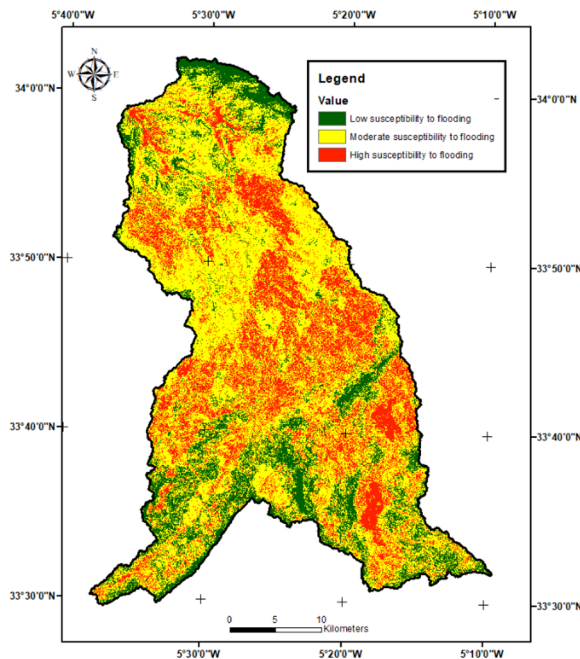 5°40'0"W 5°30'0"W 5°20'0"W 5°10'0"W
N
W E
S
Legend
Value
Low susceptibility to flooding
Moderate susceptibility to flooding
High susceptibility to flooding
34°0'0"N 34°0'0"N
33°50'0"N 33°50'0"N
33°40'0"N 33°40'0"N
33°30'0"N 33°30'0"N
0 5 10
Kilometers
5°30'0"W 5°20'0"W 5°10'0"W